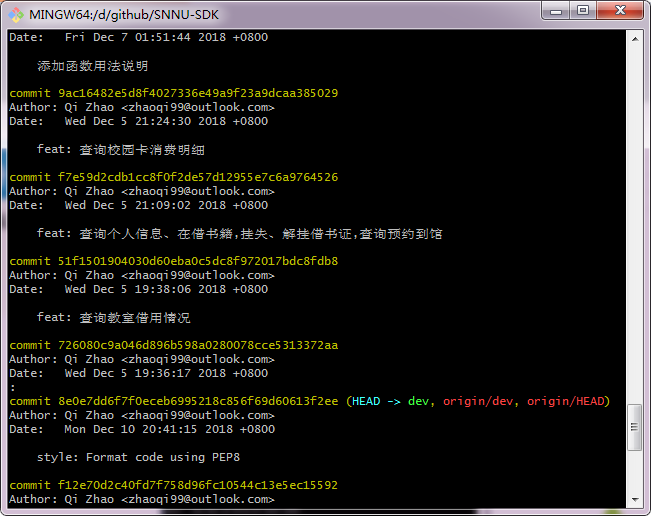 MINGW64:/d/github/SNNU-SDK
Date:   Fri Dec 7 01:51:44 2018 +0800
添加函数用法说明
commit 9ac16482e5d8f4027336e49a9f23a9dcaa385029
Author: Qi Zhao <zhaoqi99@outlook.com>
Date:   Wed Dec 5 21:24:30 2018 +0800
feat: 查询校园卡消费明细
commit f7e59d2cdb1cc8f0f2de57d12955e7c6a9764526
Author: Qi Zhao <zhaoqi99@outlook.com>
Date:   Wed Dec 5 21:09:02 2018 +0800
feat: 查询个人信息、在借书籍,挂失、解挂借书证,查询预约到馆
commit 51f1501904030d60eba0c5dc8f972017bdc8fdb8
Author: Qi Zhao <zhaoqi99@outlook.com>
Date:   Wed Dec 5 19:38:06 2018 +0800
feat: 查询教室借用情况
commit 726080c9a046d896b598a0280078cce5313372aa
Author: Qi Zhao <zhaoqi99@outlook.com>
Date:   Wed Dec 5 19:36:17 2018 +0800
:
commit 8e0e7dd6f7f0eceb6995218c856f69d60613f2ee (HEAD -> dev, origin/dev, origin/HEAD)
Author: Qi Zhao <zhaoqi99@outlook.com>
Date:   Mon Dec 10 20:41:15 2018 +0800
style: Format code using PEP8
commit f12e70d2c40fd7f758d96fc10544c13e5ec15592
Author: Qi Zhao <zhaoqi99@outlook.com>